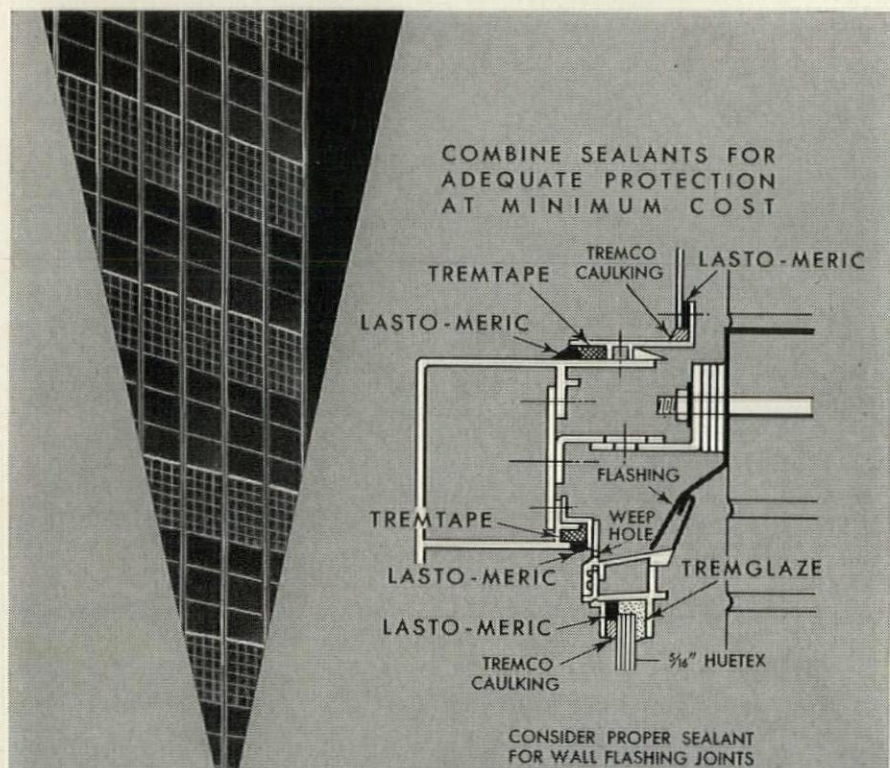 COMBINE SEALANTS FOR
ADEQUATE PROTECTION
AT MINIMUM COST
TREMCO
CAULKING
LASTO-MERIC
TREMTAPE
LASTO-MERIC
FLASHING
WEEP
HOLE
TREMTAPE
LASTO-MERIC
TREMGLAZE
LASTO-MERIC
TREMCO
CAULKING
5/16" HUETEX
CONSIDER PROPER SEALANT
FOR WALL FLASHING JOINTS